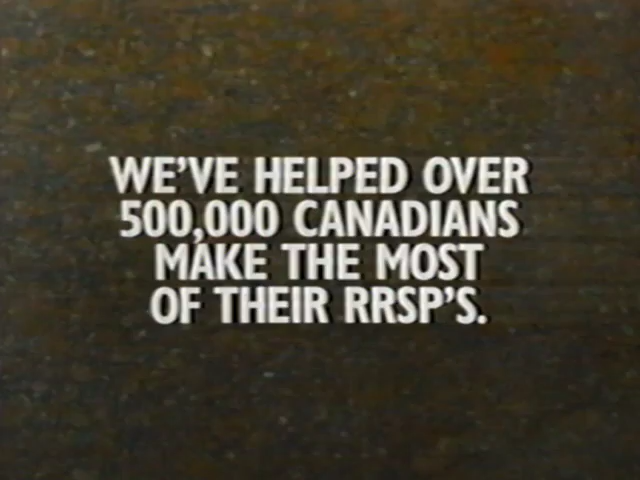 WE'VE HELPED OVER
500,000 CANADIANS
MAKE THE MOST
OF THEIR RRSP'S.